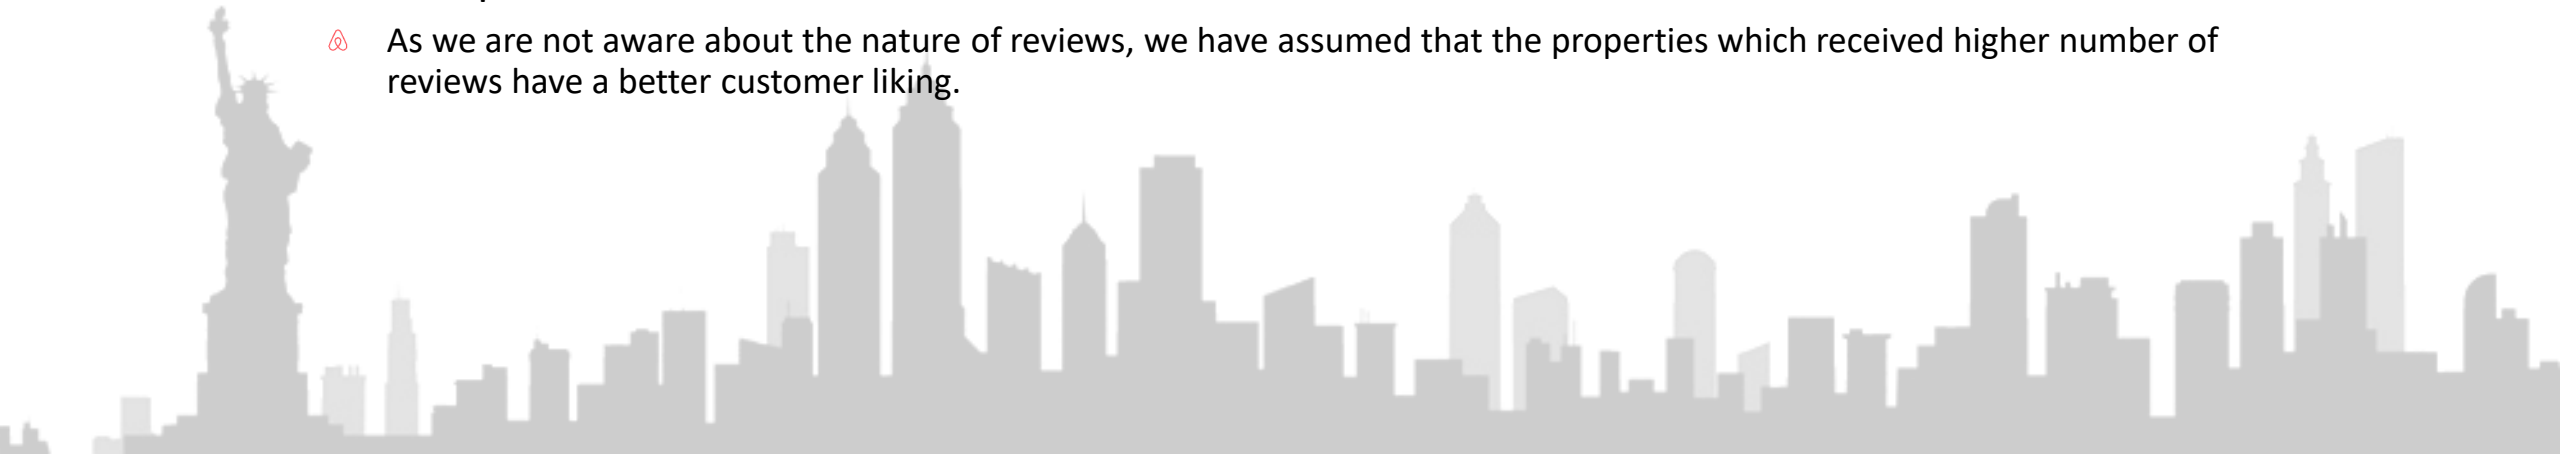 As we are not aware about the nature of reviews, we have assumed that the properties which received higher number of
reviews have a better customer liking.